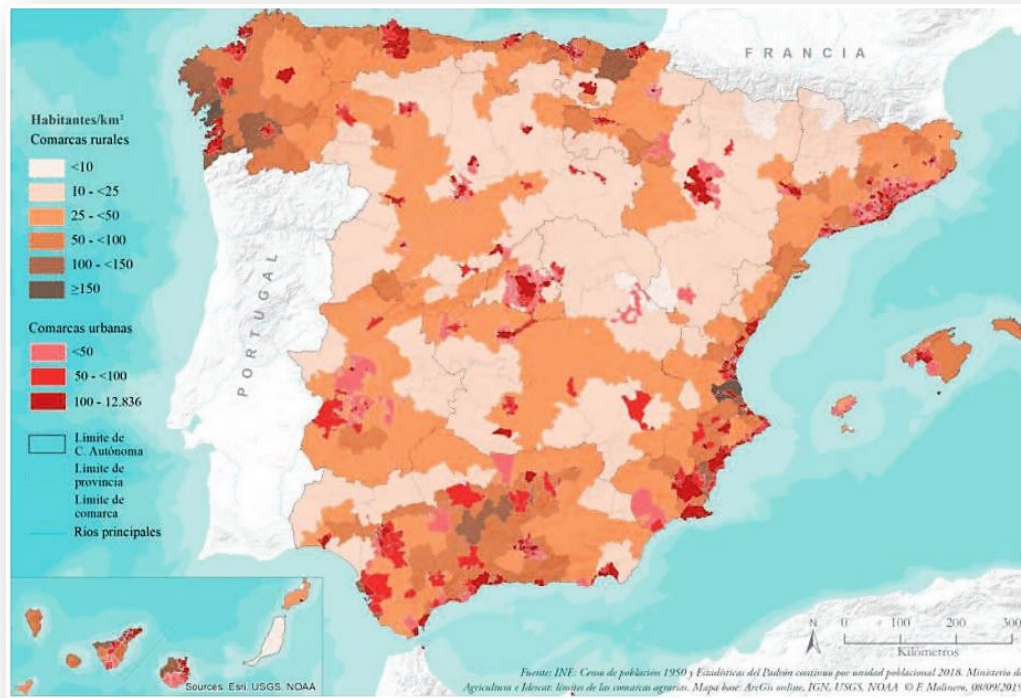 FRANCIA
PORTUGAL
Habitantes/km²
Comarcas rurales
<10
10 - <25
25 - <50
50 - <100
100 - <150
≥150
Comarcas urbanas
<50
50 - <100
100 - 12.836
Límite de
C. Autónoma
Límite de
provincia
Límite de
comarca
Ríos principales
Sources: Esri, USGS, NOAA
N
0 100 200 300
Kilómetros
Fuente: INE: Censo de población 1950 y Estadísticas del Padrón continuo por unidad poblacional 2018. Ministerio de
Agricultura e Idescat: límites de las comarcas agrarias. Mapa base: ArcGis online, IGN, USGS, NOAA © F. Molinero, 08/09/2019